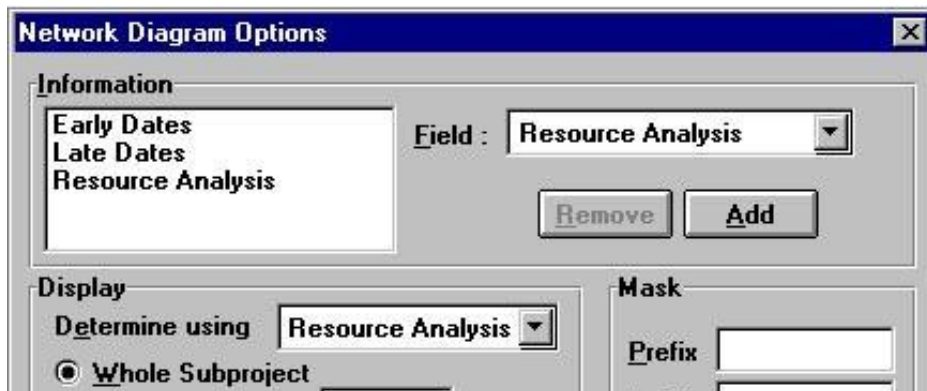 Network Diagram Options
Information
Early Dates
Late Dates
Resource Analysis
Field :
Resource Analysis
Remove
Add
Display
Determine using
Resource Analysis
Whole Subproject
Mask
Prefix